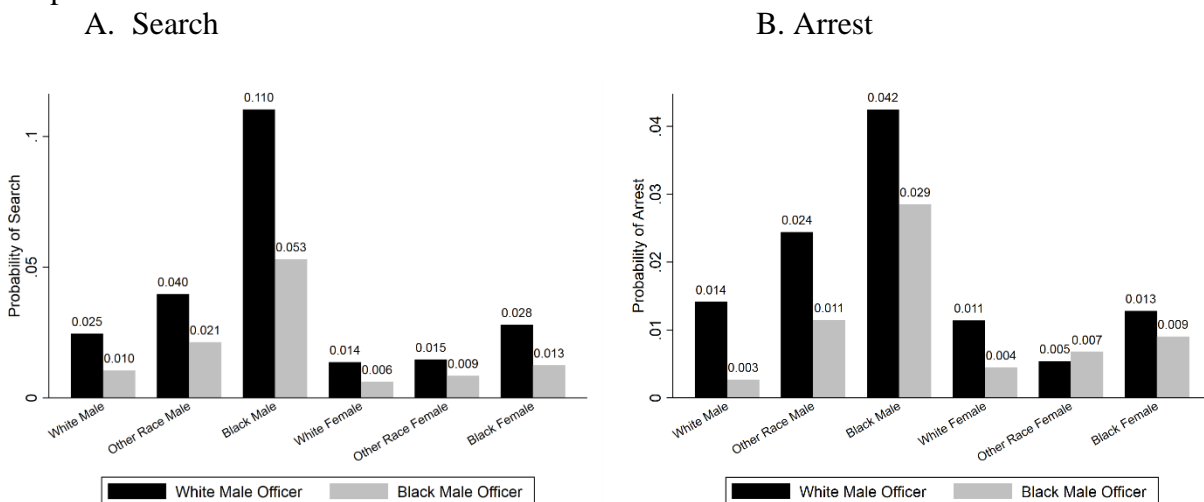 A. Search
B. Arrest
Probability of Search
0 .05 .1
0.025 0.010
0.040 0.021
0.110 0.053
0.014 0.006
0.015 0.009
0.028 0.013
White Male Other Race Male Black Male White Female Other Race Female Black Female
White Male Officer Black Male Officer
Probability of Arrest
0 .01 .02 .03 .04
0.014 0.003
0.024 0.011
0.042 0.029
0.011 0.004
0.005 0.007
0.013 0.009
White Male Other Race Male Black Male White Female Other Race Female Black Female
White Male Officer Black Male Officer